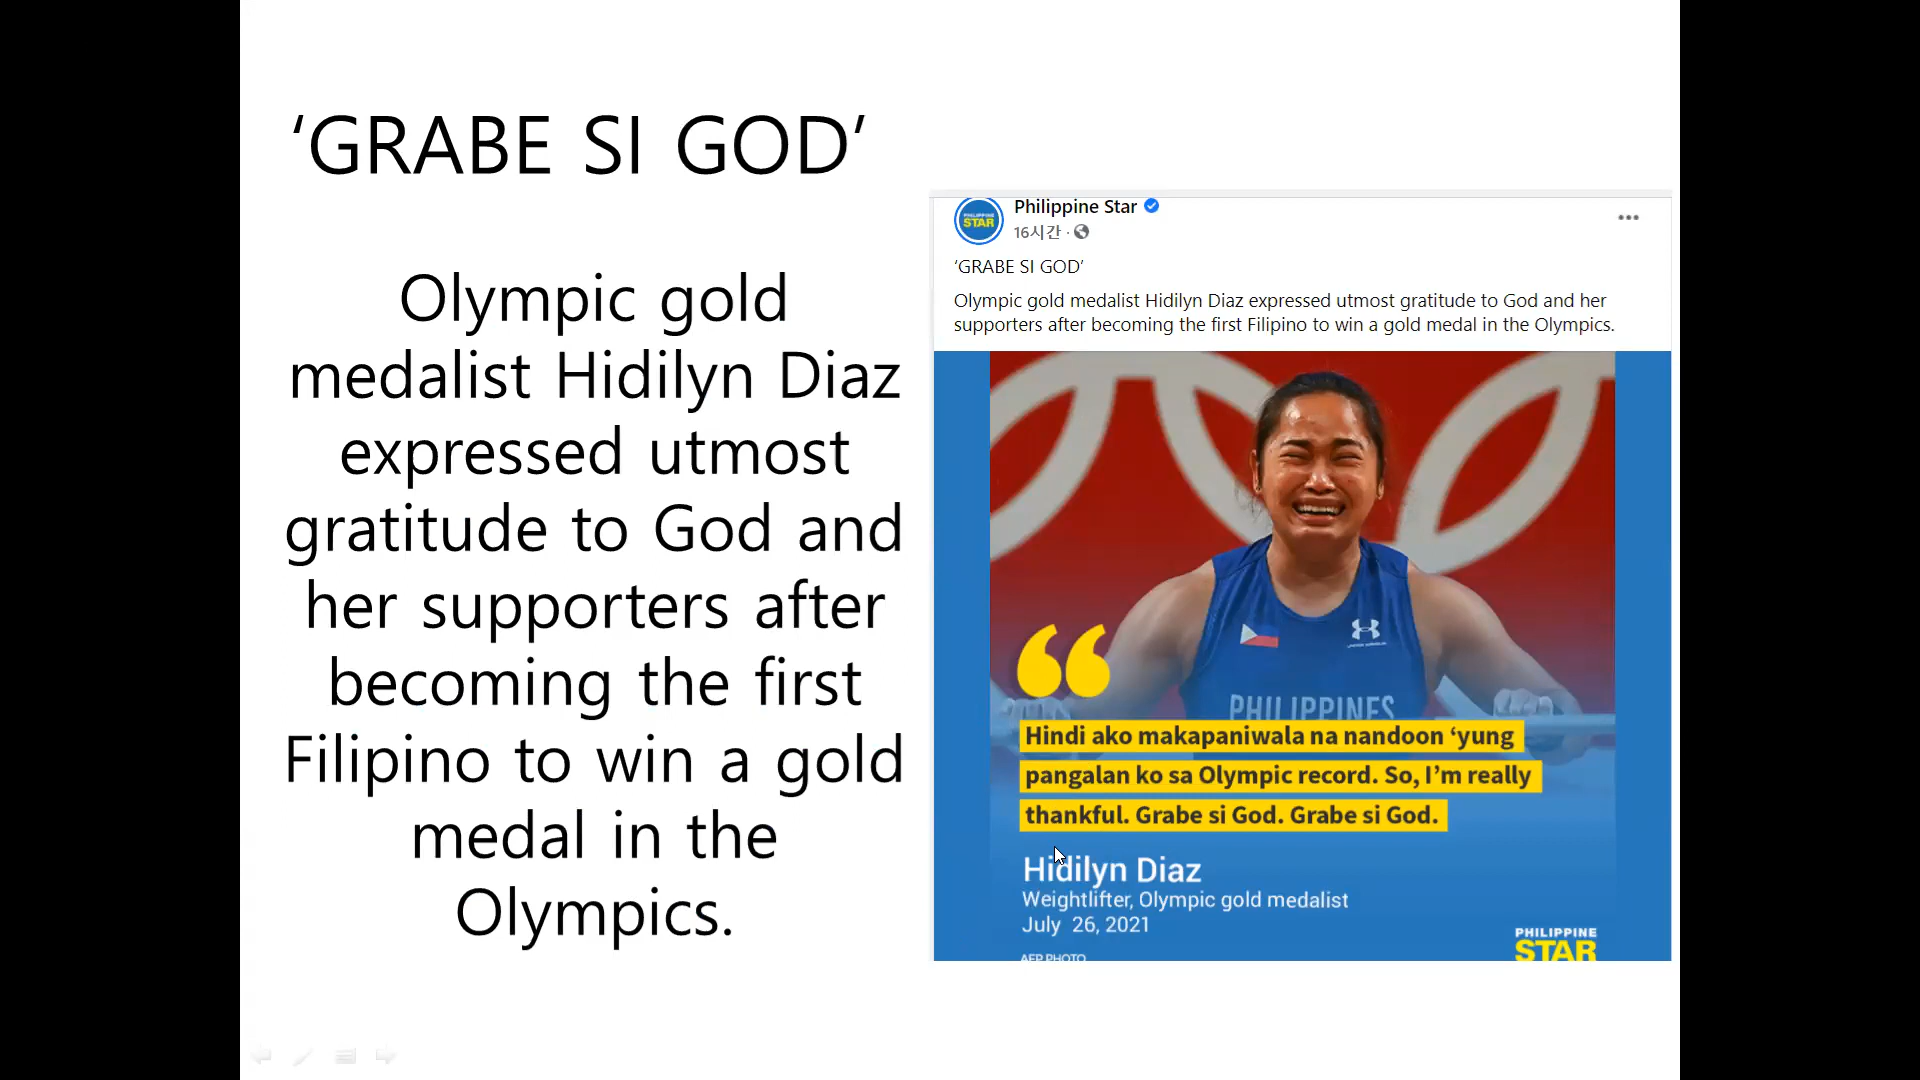 ‘GRABE SI GOD’
Olympic gold
medalist Hidilyn Diaz
expressed utmost
gratitude to God and
her supporters after
becoming the first
Filipino to win a gold
medal in the
Olympics.
PHILIPPINE
STAR
Philippine Star
16시간 ·
‘GRABE SI GOD’
Olympic gold medalist Hidilyn Diaz expressed utmost gratitude to God and her
supporters after becoming the first Filipino to win a gold medal in the Olympics.
UNDER ARMOUR
PHILIPPINES
“
Hindi ako makapaniwala na nandoon ‘yung
pangalan ko sa Olympic record. So, I’m really
thankful. Grabe si God. Grabe si God.
Hidilyn Diaz
Weightlifter, Olympic gold medalist
July 26, 2021
AFP PHOTO
PHILIPPINE
STAR